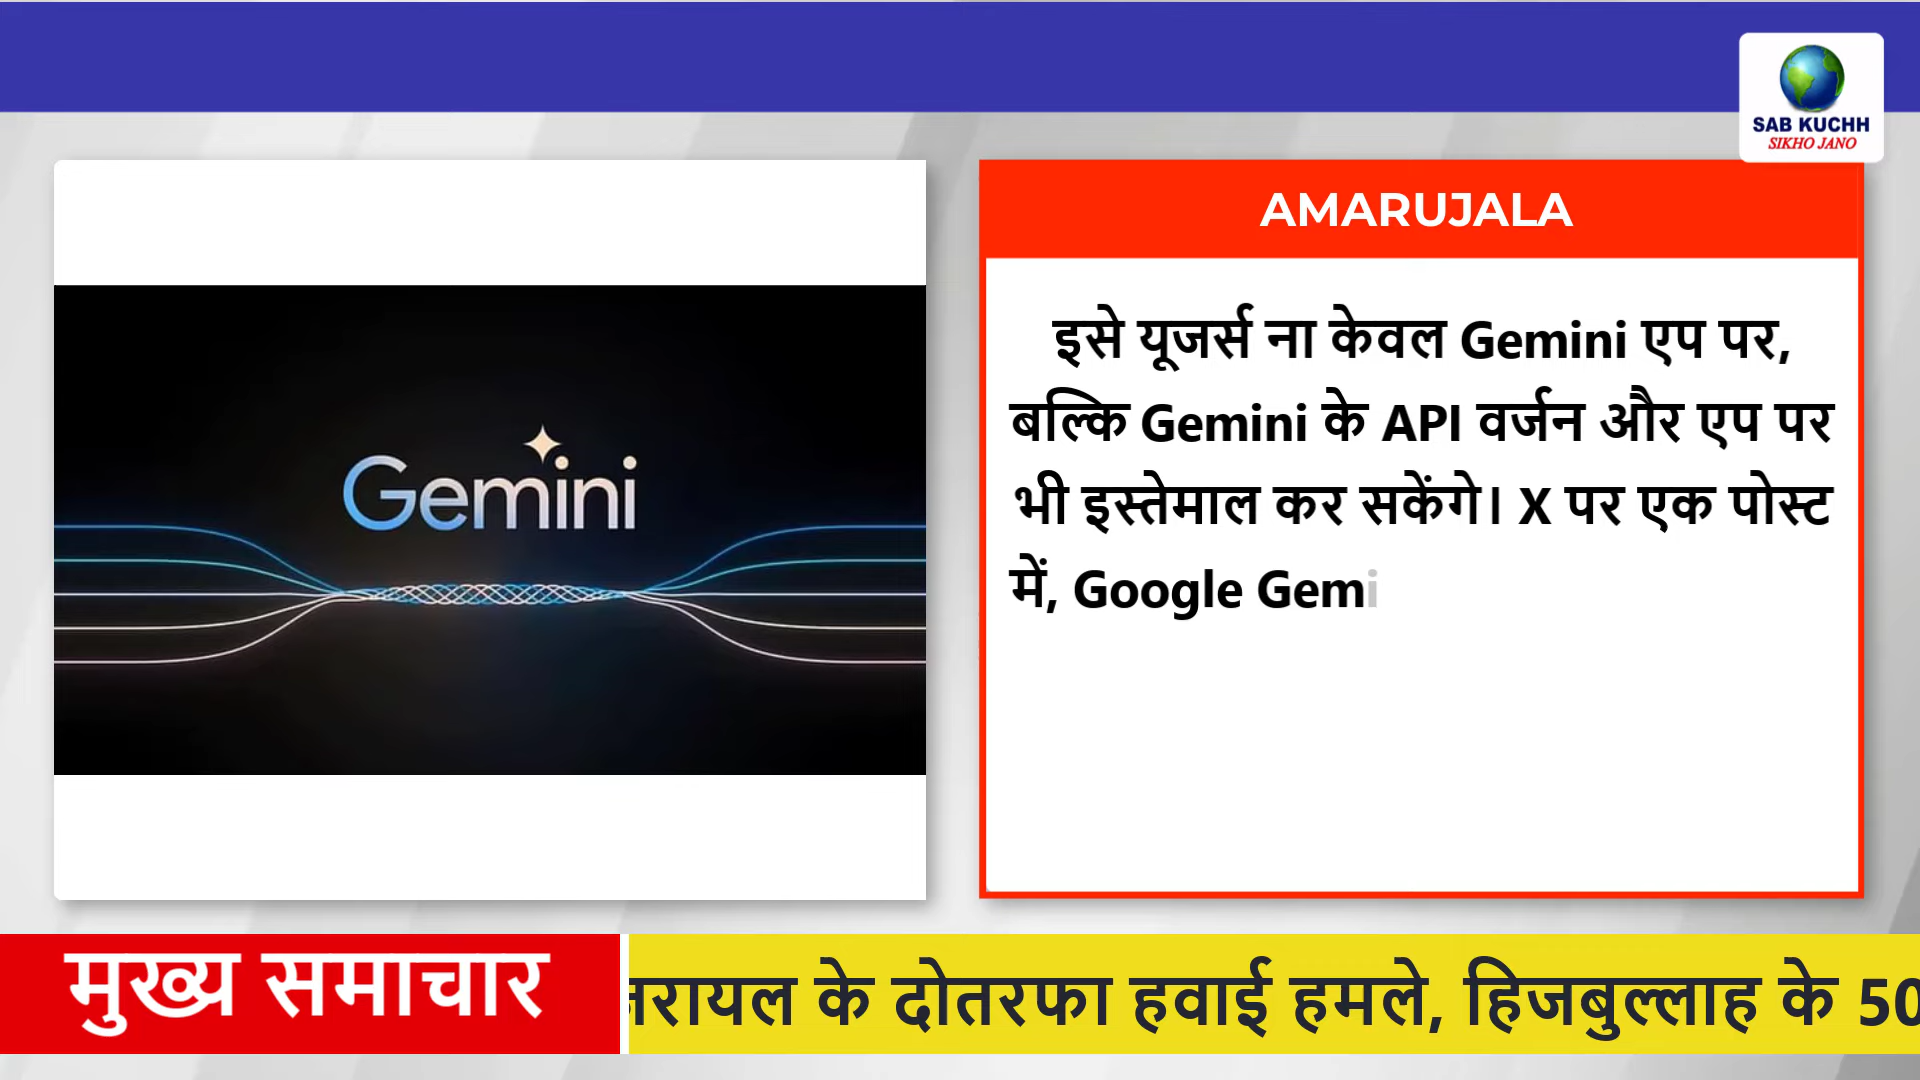 SAB KUCHH
SIKHO JANO
Gemini
AMARUJALA
इसे यूजर्स ना केवल Gemini एप पर,
बल्कि Gemini के API वर्जन और एप पर
भी इस्तेमाल कर सकेंगे। X पर एक पोस्ट
में, Google Gemi
मुख्य समाचार
के दोतरफा हवाई हमले, हिजबुल्लाह के 50